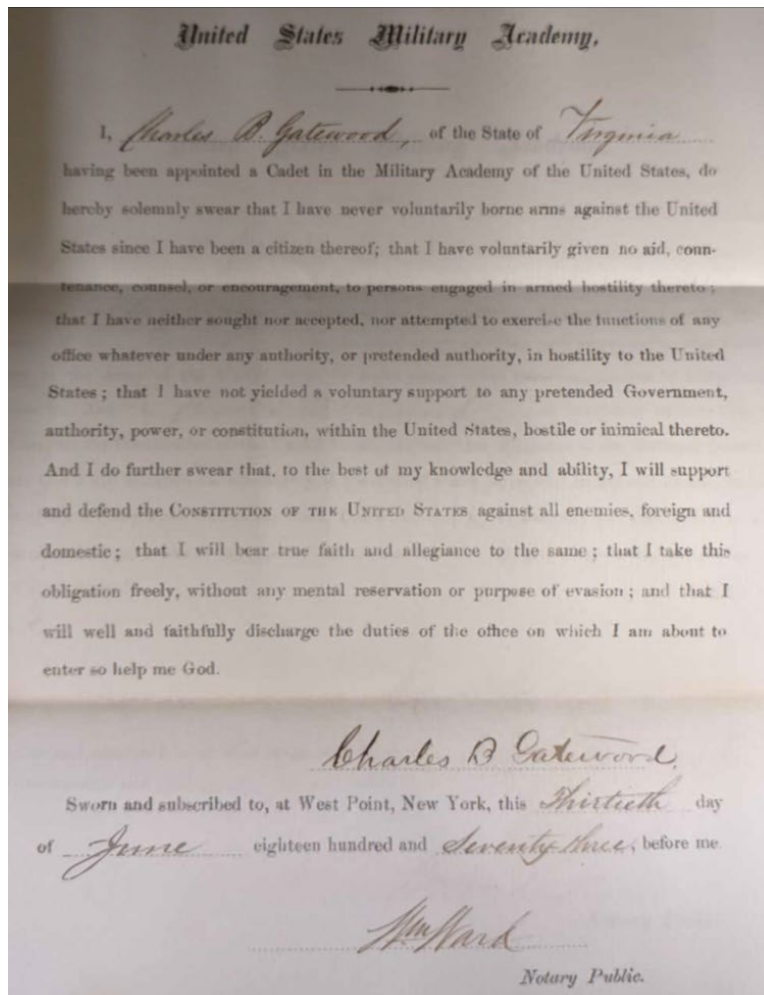 United States Military Academy,
I, Charles B. Gatewood, of the State of Virginia
having been appointed a Cadet in the Military Academy of the United States, do
hereby solemnly swear that I have never voluntarily borne arms against the United
States since I have been a citizen thereof; that I have voluntarily given no aid, coun-
tenance, counsel, or encouragement, to persons engaged in armed hostility thereto;
that I have neither sought nor accepted, nor attempted to exercise the functions of any
office whatever under any authority, or pretended authority, in hostility to the United
States; that I have not yielded a voluntary support to any pretended Government,
authority, power, or constitution, within the United States, hostile or inimical thereto.
And I do further swear that, to the best of my knowledge and ability, I will support
and defend the CONSTITUTION OF THE UNITED STATES against all enemies, foreign and
domestic; that I will bear true faith and allegiance to the same; that I take this
obligation freely, without any mental reservation or purpose of evasion; and that I
will well and faithfully discharge the duties of the office on which I am about to
enter so help me God.
Charles B Gatewood,
Sworn and subscribed to, at West Point, New York, this Thirtieth day
of June eighteen hundred and Seventy three, before me
Wm Ward
Notary Public.